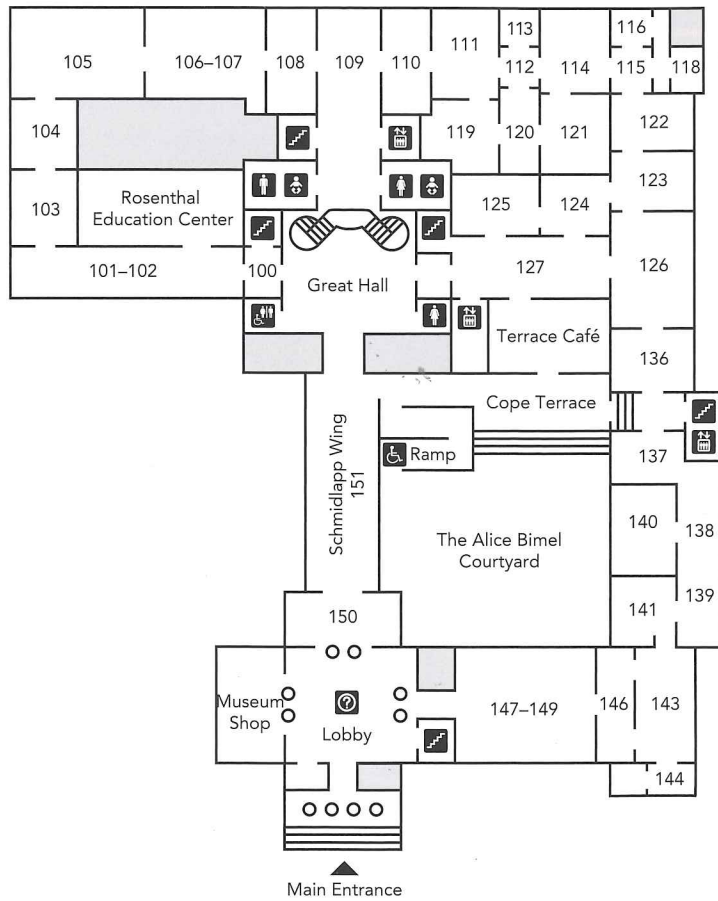 113
116
111
105
106–107
108
109
110
112
114
115
118
104
119
120
121
122
103
Rosenthal
Education Center
125
124
123
101–102
100
Great Hall
127
126
Terrace Café
136
Cope Terrace
Schmidlapp Wing
151
Ramp
137
140
138
The Alice Bimel
Courtyard
139
141
150
Museum
Shop
?
Lobby
147–149
146
143
144
Main Entrance